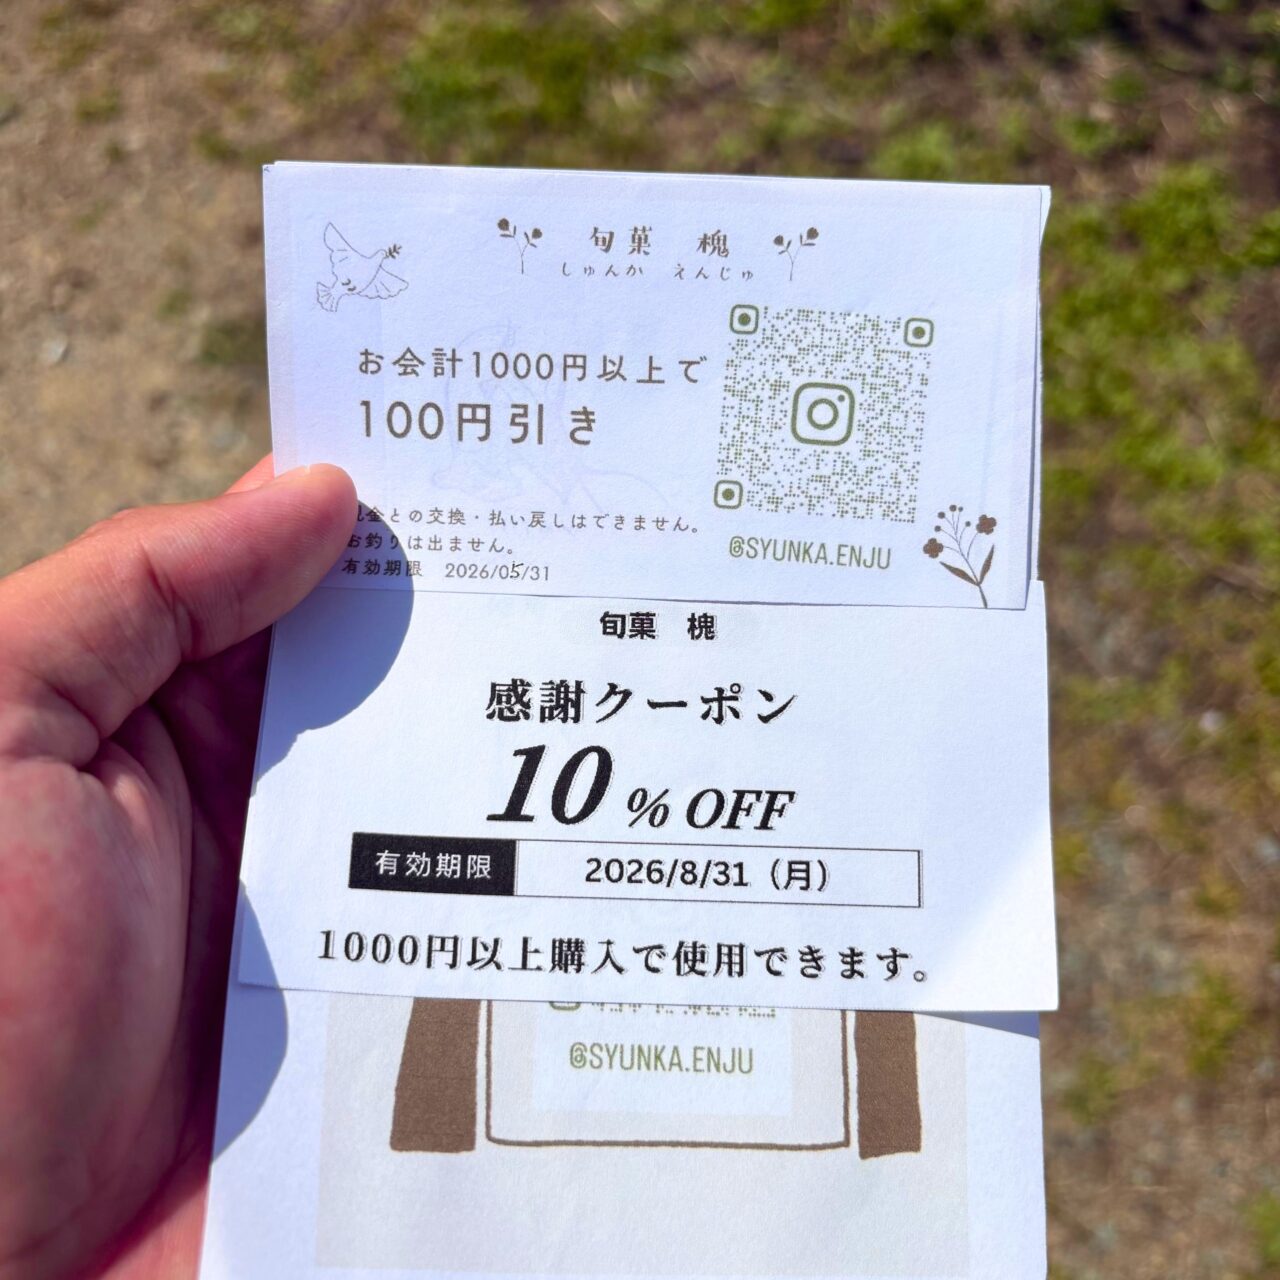 旬菓 槐
しゅんか えんじゅ
お会計1000円以上で
100円引き
金との交換・払い戻しはできません。
お釣りは出ません。
有効期限 2026/05/31
@SYUNKA.ENJU
旬菓 槐
感謝クーポン
10%OFF
有効期限 2026/8/31（月）
1000円以上購入で使用できます。
@SYUNKA.ENJU